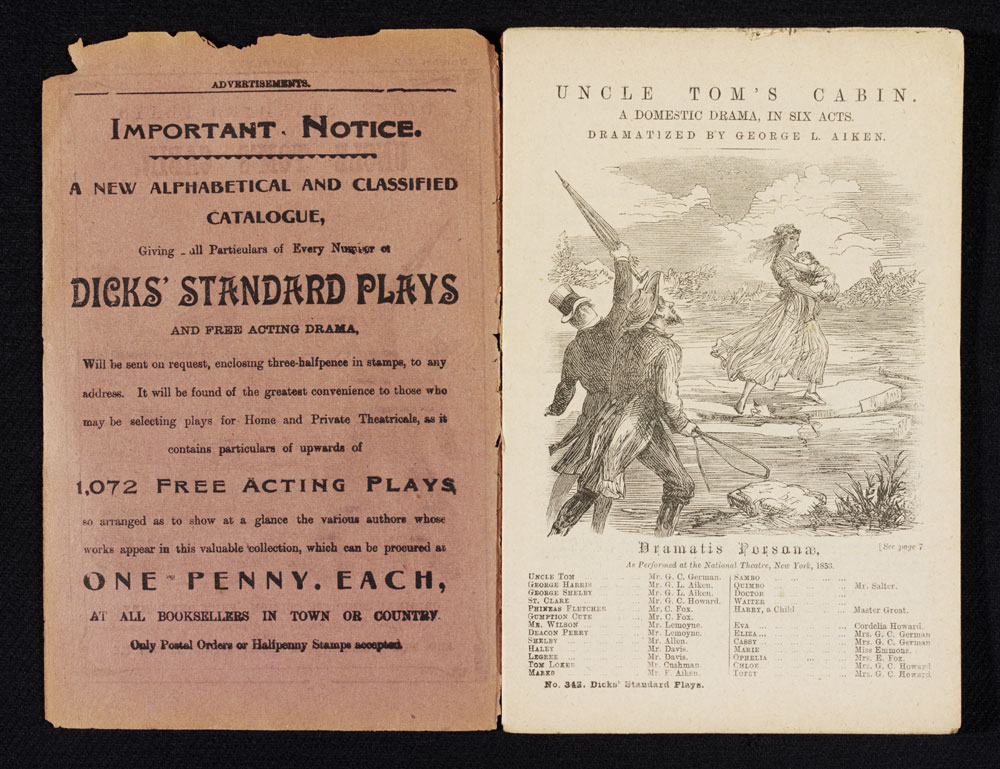 ADVERTISEMENTS.
IMPORTANT NOTICE.
A NEW ALPHABETICAL AND CLASSIFIED
CATALOGUE,
Giving all Particulars of Every Number of
DICKS' STANDARD PLAYS
AND FREE ACTING DRAMA,
Will be sent on request, enclosing three-halfpence in stamps, to any
address. It will be found of the greatest convenience to those who
may be selecting plays for Home and Private Theatricals, as it
contains particulars of upwards of
1,072 FREE ACTING PLAYS,
so arranged as to show at a glance the various authors whose
works appear in this valuable collection, which can be procured at
ONE PENNY. EACH,
AT ALL BOOKSELLERS IN TOWN OR COUNTRY.
Only Postal Orders or Halfpenny Stamps accepted.
UNCLE TOM'S CABIN.
A DOMESTIC DRAMA, IN SIX ACTS.
DRAMATIZED BY GEORGE L. AIKEN.
Dramatis Personæ.
[See page 7
As Performed at the National Theatre, New York, 1853.
UNCLE TOM ... Mr. G. C. German.
GEORGE HARRIS ... Mr. G. L. Aiken.
GEORGE SHELBY ... Mr. G. L. Aiken.
ST. CLARE ... Mr. G. C. Howard.
PHINEAS FLETCHER ... Mr. C. Fox.
GUMPTION CUTE ... Mr. C. Fox.
MR. WILSON ... Mr. Lemoyne.
DEACON PERRY ... Mr. Lemoyne.
SHELBY ... Mr. Allen.
HALEY ... Mr. Davis.
LEGREE ... Mr. Davis.
TOM LOKER ... Mr. Cushman.
MARKS ... Mr. F. Aiken.
SAMBO ...
QUIMBO ... Mr. Salter.
DOCTOR ...
WAITER ...
HARRY, a Child ... Master Groat.
EVA ... Cordelia Howard.
ELIZA ... Mrs. G. C. German
CASSY ... Mrs. G. C. German
MARIE ... Miss Emmons.
OPHELIA ... Mrs. E. Fox.
CHLOE ... Mrs. G. C. Howard
TOPSY ... Mrs. G. C. Howard.
No. 342. Dicks' Standard Plays.